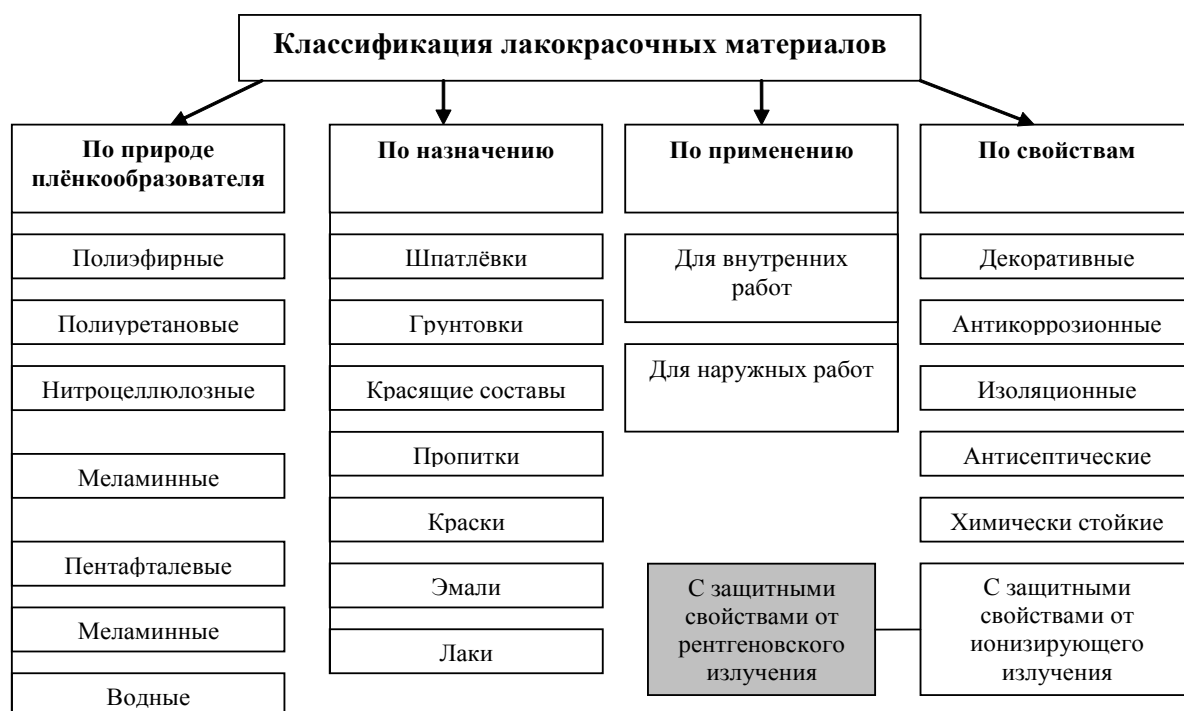 Классификация лакокрасочных материалов
По природе
плёнкообразователя
Полиэфирные
Полиуретановые
Нитроцеллюлозные
Меламинные
Пентафталевые
Меламинные
Водные
По назначению
Шпатлёвки
Грунтовки
Красящие составы
Пропитки
Краски
Эмали
Лаки
По применению
Для внутренних
работ
Для наружных работ
По свойствам
Декоративные
Антикоррозионные
Изоляционные
Антисептические
Химически стойкие
С защитными
свойствами от
ионизирующего
излучения
С защитными
свойствами от
рентгеновского
излучения